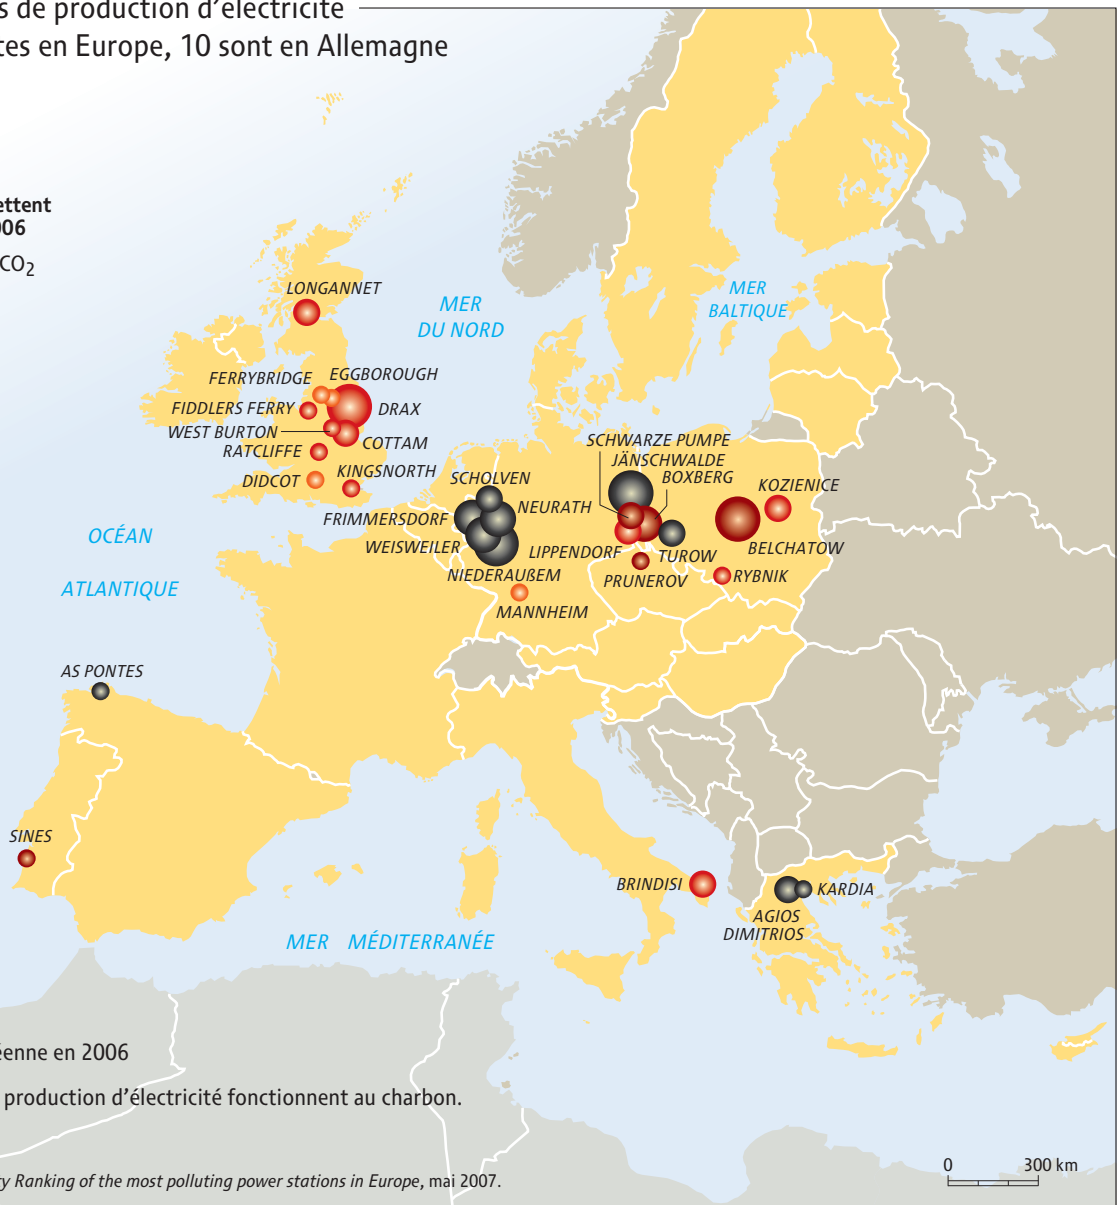 s de production d'électricité
tes en Europe, 10 sont en Allemagne
ettent
006
CO2
LONGANNET
MER
DU NORD
MER
BALTIQUE
FERRYBRIDGE
EGGBOROUGH
FIDDLERS FERRY
DRAX
WEST BURTON
COTTAM
RATCLIFFE
DIDCOT
KINGSNORTH
SCHWARZE PUMPE
JÄNSCHWALDE
BOXBERG
SCHOLVEN
KOZIENICE
NEURATH
FRIMMERSDORF
OCÉAN
ATLANTIQUE
WEISWEILER
LIPPENDORF
TUROW
BELCHATOW
NIEDERAUßEM
PRUNEROV
RYBNIK
MANNHEIM
AS PONTES
SINES
BRINDISI
KARDIA
AGIOS
DIMITRIOS
MER MÉDITERRANÉE
éenne en 2006
production d'électricité fonctionnent au charbon.
y Ranking of the most polluting power stations in Europe, mai 2007.
0 300 km